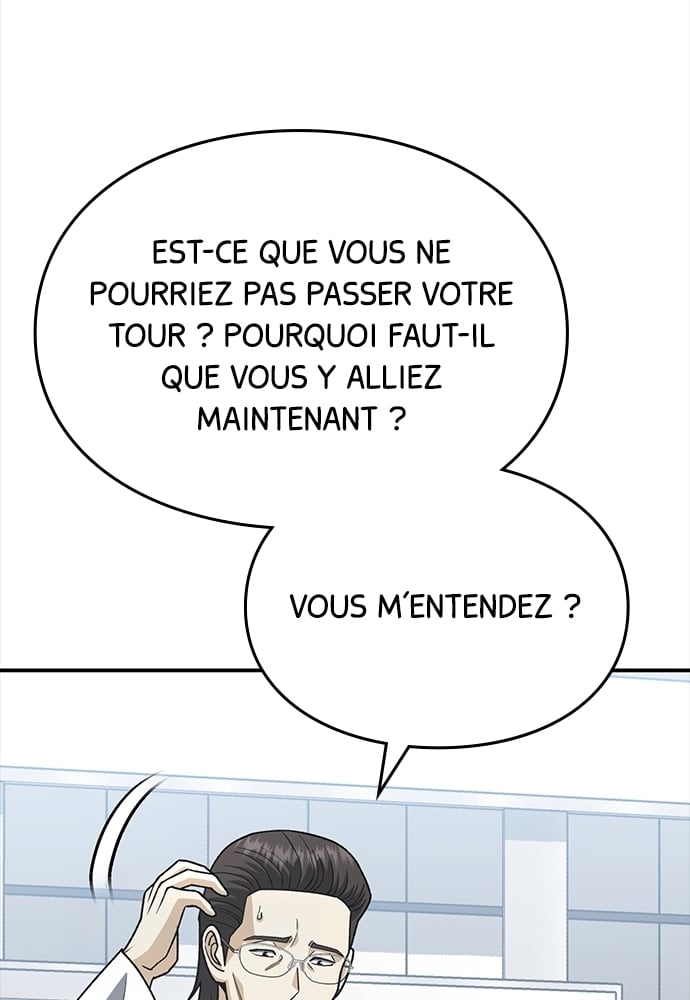 EST-CE QUE VOUS NE
POURRIEZ PAS PASSER VOTRE
TOUR ? POURQUOI FAUT-IL
QUE VOUS Y ALLIEZ
MAINTENANT ?
VOUS M'ENTENDEZ ?